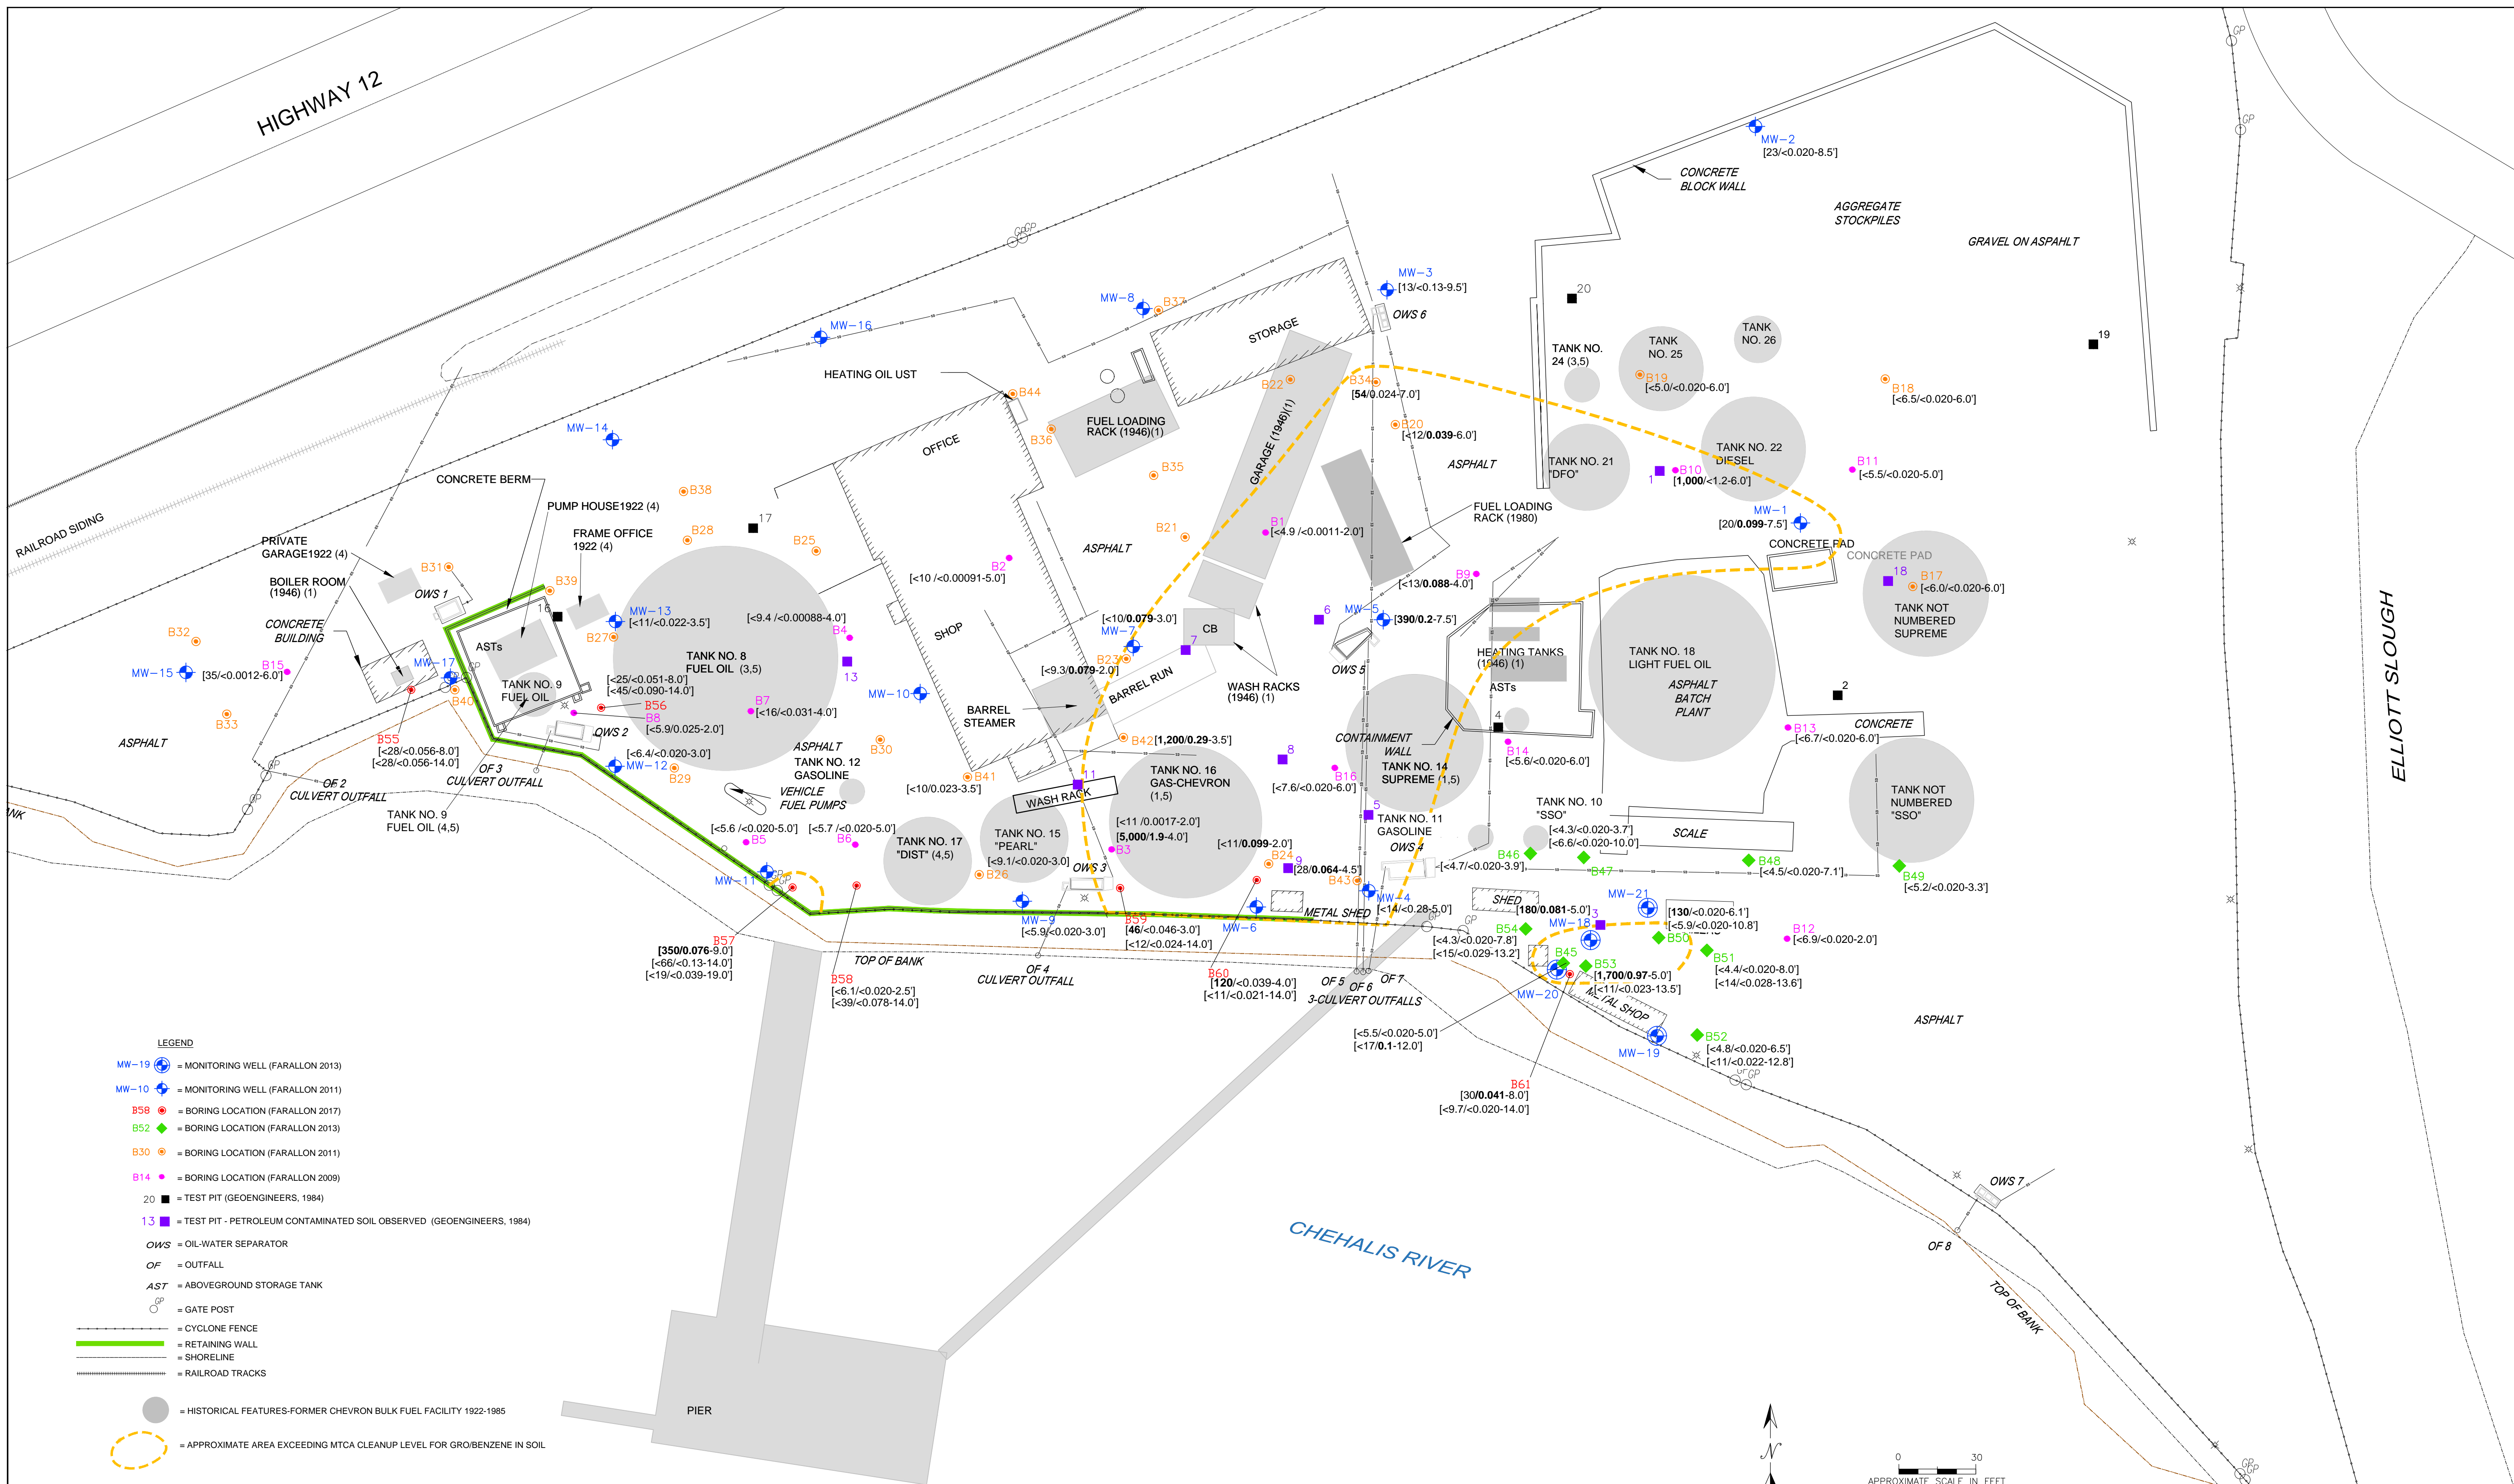 HIGHWAY 12
RAILROAD SIDING
ELLIOTT SLOUGH
CHEHALIS RIVER
GP
GP
MW-2
[23/<0.020-8.5']
CONCRETE
BLOCK WALL
AGGREGATE
STOCKPILES
GRAVEL ON ASPAHLT
GP
GP
MW-3
[13/<0.13-9.5']
OWS 6
MW-8
B37
MW-16
STORAGE
20
19
TANK NO.
24 (3,5)
TANK
NO. 25
TANK
NO. 26
B19
[<5.0/<0.020-6.0']
B18
[<6.5/<0.020-6.0']
HEATING OIL UST
B44
B22
B34
[54/0.024-7.0']
B20
[<12/0.039-6.0']
ASPHALT
FUEL LOADING
RACK (1946)(1)
B36
B35
GARAGE (1946)(1)
OFFICE
MW-14
TANK NO. 21
"DFO"
TANK NO. 22
DIESEL
1
B10
[1,000/<1.2-6.0']
B11
[<5.5/<0.020-5.0']
CONCRETE BERM
B38
PUMP HOUSE1922 (4)
17
FUEL LOADING
RACK (1980)
MW-1
[20/0.099-7.5']
FRAME OFFICE
1922 (4)
B28
B25
B21
B1
[<4.9 /<0.0011-2.0']
ASPHALT
PRIVATE
GARAGE1922 (4)
CONCRETE PAD
CONCRETE PAD
B31
BOILER ROOM
(1946) (1)
OWS 1
B39
B2
[<10 /<0.00091-5.0']
B9
[<13/0.088-4.0']
18
B17
[<6.0/<0.020-6.0']
TANK NOT
NUMBERED
SUPREME
16
MW-13
[<11/<0.022-3.5']
[<9.4 /<0.00088-4.0']
B4
[<10/0.079-3.0']
MW-7
6
MW-5
[390/0.2-7.5']
CB
7
CONCRETE
BUILDING
B32
B27
SHOP
ASTs
TANK NO. 8
FUEL OIL (3,5)
B23
[<9.3/0.079-2.0']
BARREL RUN
OWS 5
HEATING TANKS
(1946) (1)
ASTs
TANK NO. 18
LIGHT FUEL OIL
ASPHALT
BATCH
PLANT
MW-15
[35/<0.0012-6.0']
B15
MW-17
GP
TANK NO. 9
FUEL OIL
[<25/<0.051-8.0']
[<45/<0.090-14.0']
B56
B8
[<5.9/0.025-2.0']
13
MW-10
BARREL
STEAMER
WASH RACKS
(1946) (1)
B40
B7
[<16/<0.031-4.0']
2
B33
ASPHALT
OWS 2
4
B14
[<5.6/<0.020-6.0']
B13
[<6.7/<0.020-6.0']
CONCRETE
B55
[<28/<0.056-8.0']
[<28/<0.056-14.0']
[<6.4/<0.020-3.0']
MW-12
B29
B30
ASPHALT
TANK NO. 12
GASOLINE
B42
[1,200/0.29-3.5']
8
CONTAINMENT
WALL
TANK NO. 14
SUPREME (1,5)
B16
[<7.6/<0.020-6.0']
GP
OF 2
CULVERT OUTFALL
OF 3
CULVERT OUTFALL
VEHICLE
FUEL PUMPS
[<10/0.023-3.5']
B41
11
WASH RACK
TANK NO. 16
GAS-CHEVRON
(1,5)
GP
TANK NO. 9
FUEL OIL (4,5)
[<5.6 /<0.020-5.0']
B5
[<5.7 /<0.020-5.0']
B6
TANK NO. 17
"DIST" (4,5)
TANK NO. 15
"PEARL"
[<9.1/<0.020-3.0]
B26
[<11 /0.0017-2.0']
[5,000/1.9-4.0']
B3
5
TANK NO. 11
GASOLINE
OWS 4
TANK NO. 10
"SSO"
[<4.3/<0.020-3.7']
[<6.6/<0.020-10.0']
SCALE
TANK NOT
NUMBERED
"SSO"
[<11/0.099-2.0']
B24
9
[28/0.064-4.5']
B43
[<4.7/<0.020-3.9']
B46
B47
B48
[<4.5/<0.020-7.1']
B49
[<5.2/<0.020-3.3']
MW-11
GP
GP
OWS 3
MW-9
[<5.9/<0.020-3.0']
B59
[46/<0.046-3.0']
[<12/<0.024-14.0']
MW-6
METAL SHED
MW-4
[<14/<0.28-5.0']
GP
GP
SHED
[180/0.081-5.0']
MW-18
3
MW-21
[130/<0.020-6.1']
[<5.9/<0.020-10.8']
B12
[<6.9/<0.020-2.0']
B50
B57
[350/0.076-9.0']
[<66/<0.13-14.0']
[<19/<0.039-19.0']
B54
[<4.3/<0.020-7.8']
[<15/<0.029-13.2']
B45
B53
B51
[<4.4/<0.020-8.0']
[<14/<0.028-13.6']
TOP OF BANK
B58
[<6.1/<0.020-2.5']
[<39/<0.078-14.0']
OF 4
CULVERT OUTFALL
B60
[120/<0.039-4.0']
[<11/<0.021-14.0']
OF 5
OF 6
OF 7
3-CULVERT OUTFALLS
[1,700/0.97-5.0']
[<11/<0.023-13.5']
MW-20
METAL SHOP
ASPHALT
[<5.5/<0.020-5.0']
[<17/0.1-12.0']
MW-19
B52
[<4.8/<0.020-6.5']
[<11/<0.022-12.8']
GP
GP
B61
[30/0.041-8.0']
[<9.7/<0.020-14.0']
OWS 7
OF 8
TOP OF BANK
PIER
LEGEND
MW-19 = MONITORING WELL (FARALLON 2013)
MW-10 = MONITORING WELL (FARALLON 2011)
B58 = BORING LOCATION (FARALLON 2017)
B52 = BORING LOCATION (FARALLON 2013)
B30 = BORING LOCATION (FARALLON 2011)
B14 = BORING LOCATION (FARALLON 2009)
20 = TEST PIT (GEOENGINEERS, 1984)
13 = TEST PIT - PETROLEUM CONTAMINATED SOIL OBSERVED (GEOENGINEERS, 1984)
OWS = OIL-WATER SEPARATOR
OF = OUTFALL
AST = ABOVEGROUND STORAGE TANK
GP = GATE POST
= CYCLONE FENCE
= RETAINING WALL
= SHORELINE
= RAILROAD TRACKS
= HISTORICAL FEATURES-FORMER CHEVRON BULK FUEL FACILITY 1922-1985
= APPROXIMATE AREA EXCEEDING MTCA CLEANUP LEVEL FOR GRO/BENZENE IN SOIL
N
0 30
APPROXIMATE SCALE IN FEET
GP
GP